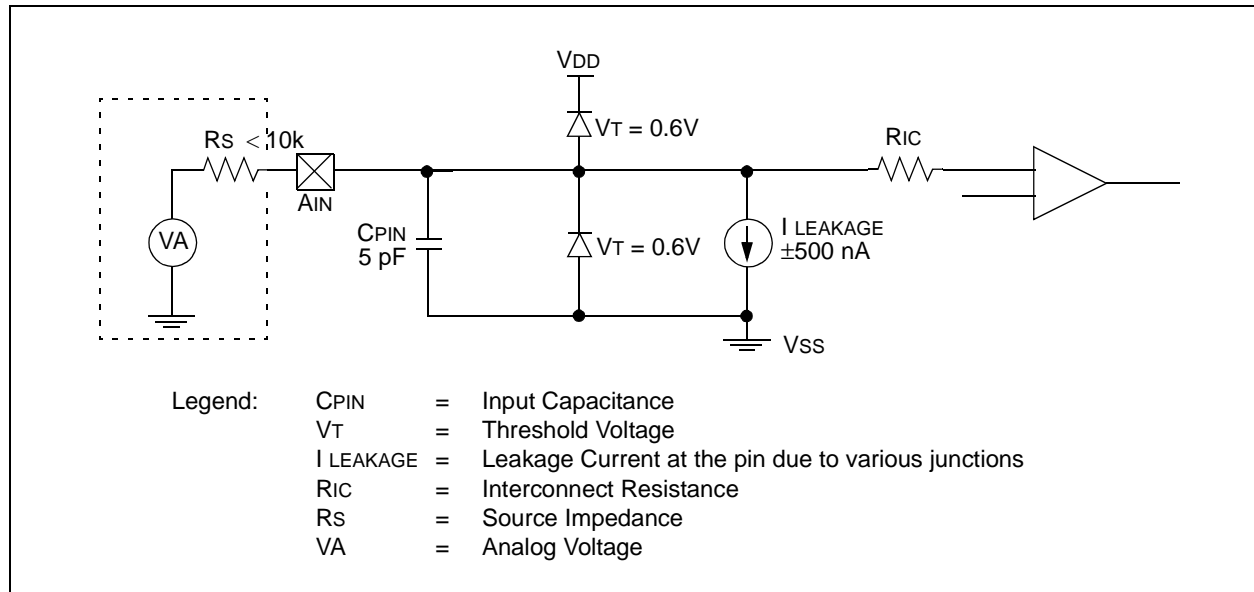 VDD
VT = 0.6V
RS < 10k
RIC
AIN
VA
CPIN
5 pF
VT = 0.6V
I LEAKAGE
±500 nA
VSS
Legend:
CPIN = Input Capacitance
VT = Threshold Voltage
I LEAKAGE = Leakage Current at the pin due to various junctions
RIC = Interconnect Resistance
RS = Source Impedance
VA = Analog Voltage